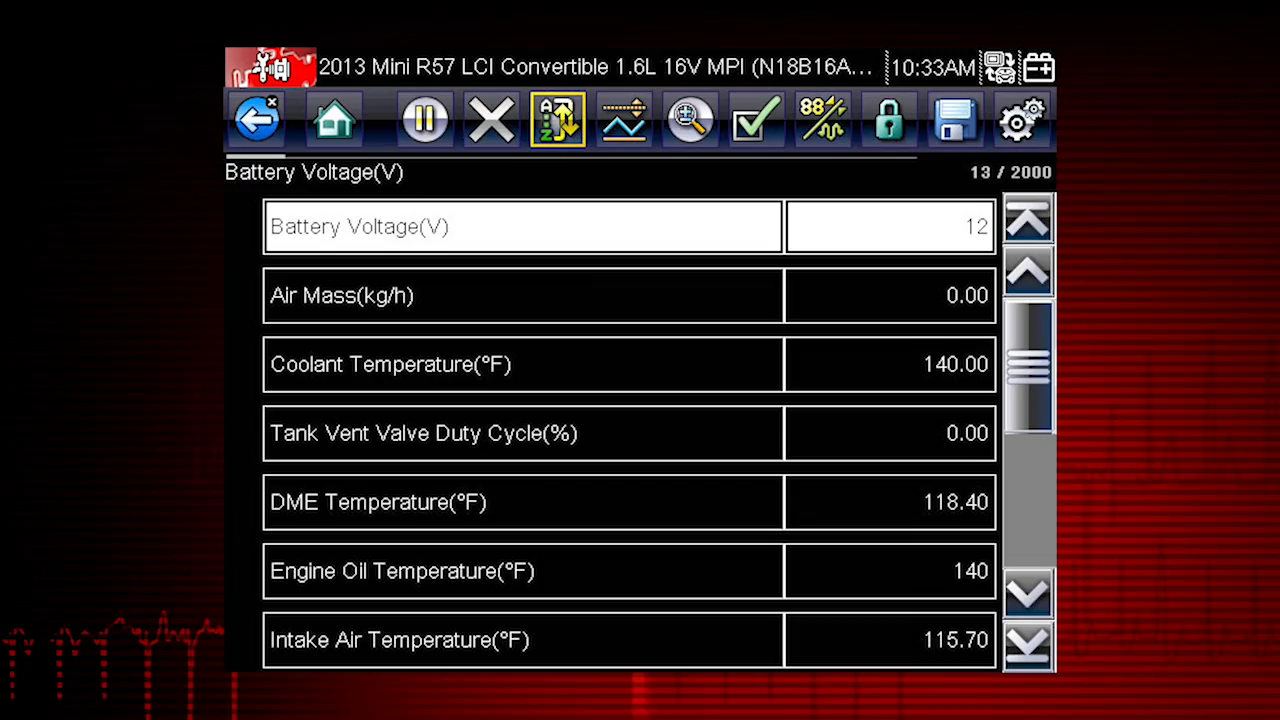 2013 Mini R57 LCI Convertible 1.6L 16V MPI (N18B16A... 10:33AM
A Z 88
Battery Voltage(V) 13 / 2000
Battery Voltage(V) 12
Air Mass(kg/h) 0.00
Coolant Temperature(°F) 140.00
Tank Vent Valve Duty Cycle(%) 0.00
DME Temperature(°F) 118.40
Engine Oil Temperature(°F) 140
Intake Air Temperature(°F) 115.70